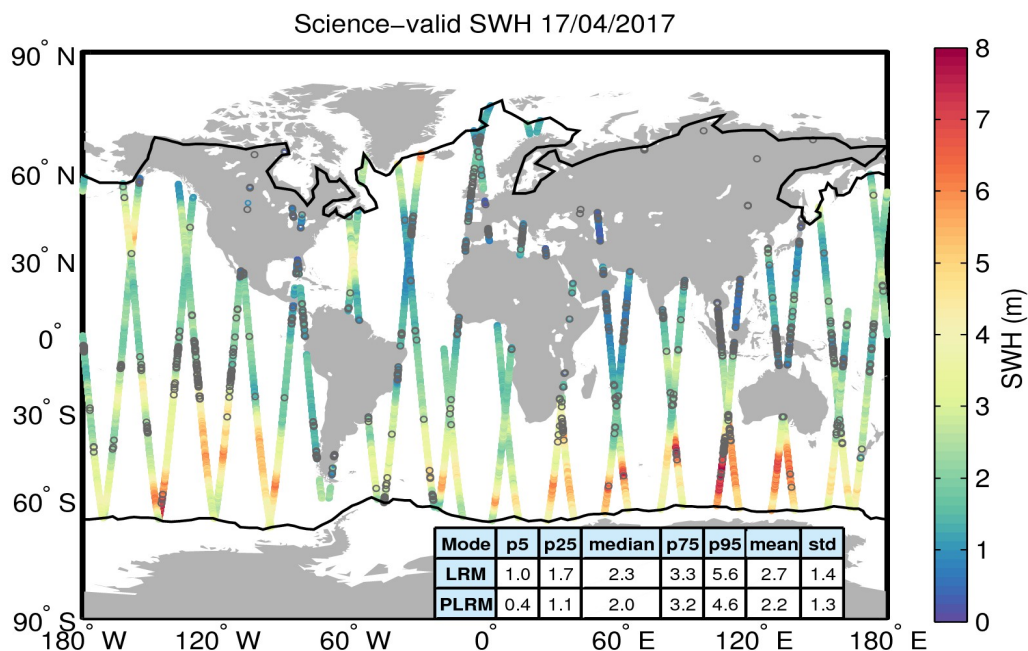 Science−valid SWH 17/04/2017
90° N
60° N
30° N
0°
30° S
60° S
90° S
180° W
120° W
60° W
0°
60° E
120° E
180° E
Mode p5 p25 median p75 p95 mean std
LRM 1.0 1.7 2.3 3.3 5.6 2.7 1.4
PLRM 0.4 1.1 2.0 3.2 4.6 2.2 1.3
8
7
6
5
4
3
2
1
0
SWH (m)